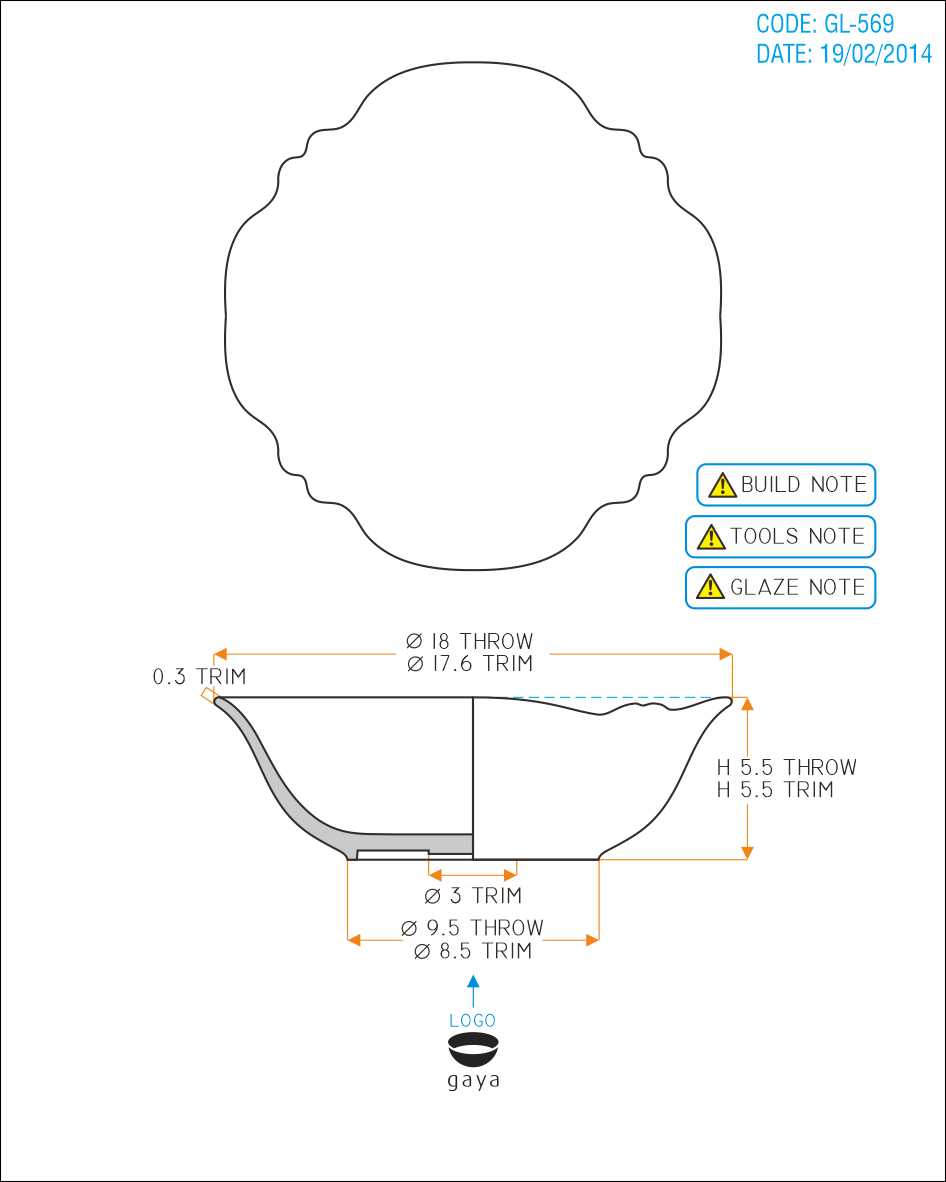 CODE: GL-569
DATE: 19/02/2014
BUILD NOTE
TOOLS NOTE
GLAZE NOTE
Ø 18 THROW
Ø 17.6 TRIM
0.3 TRIM
H 5.5 THROW
H 5.5 TRIM
Ø 3 TRIM
Ø 9.5 THROW
Ø 8.5 TRIM
LOGO
gaya